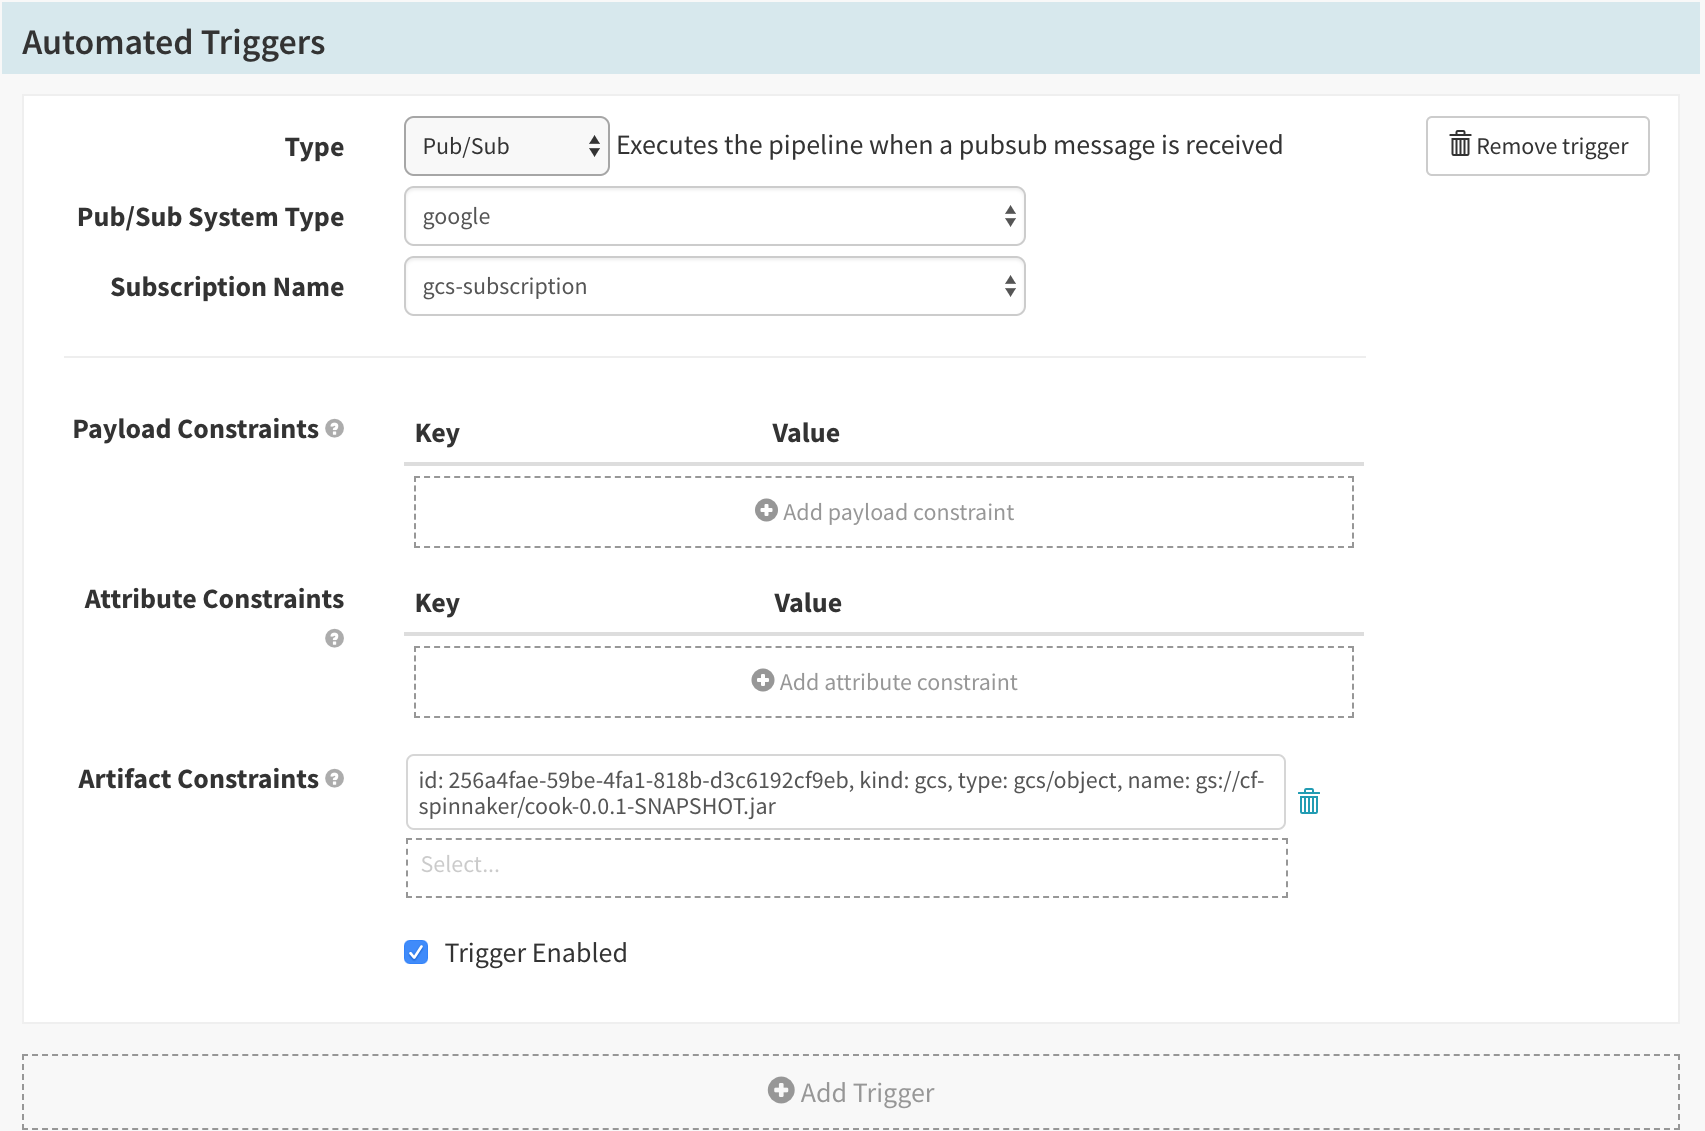 Automated Triggers
Type
Pub/Sub
Executes the pipeline when a pubsub message is received
Remove trigger
Pub/Sub System Type
google
Subscription Name
gcs-subscription
Payload Constraints
Key
Value
Add payload constraint
Attribute Constraints
Key
Value
Add attribute constraint
Artifact Constraints
id: 256a4fae-59be-4fa1-818b-d3c6192cf9eb, kind: gcs, type: gcs/object, name: gs://cf-
spinnaker/cook-0.0.1-SNAPSHOT.jar
Select...
Trigger Enabled
Add Trigger